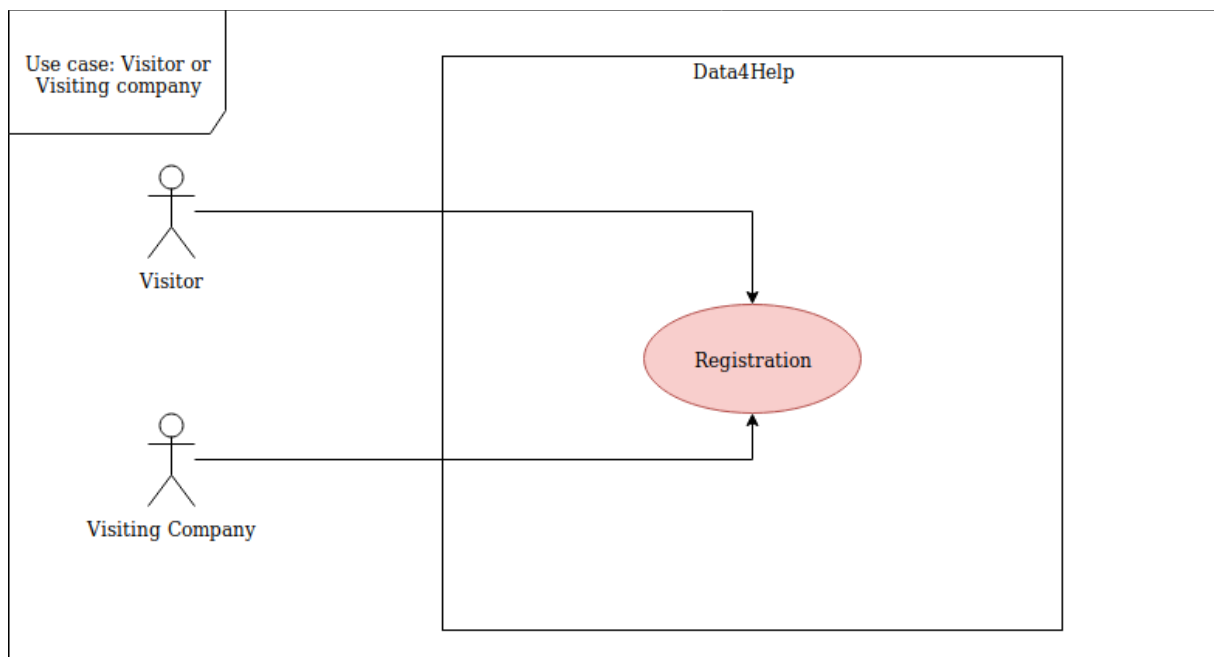 Use case: Visitor or
Visiting company
Data4Help
Visitor
Registration
Visiting Company